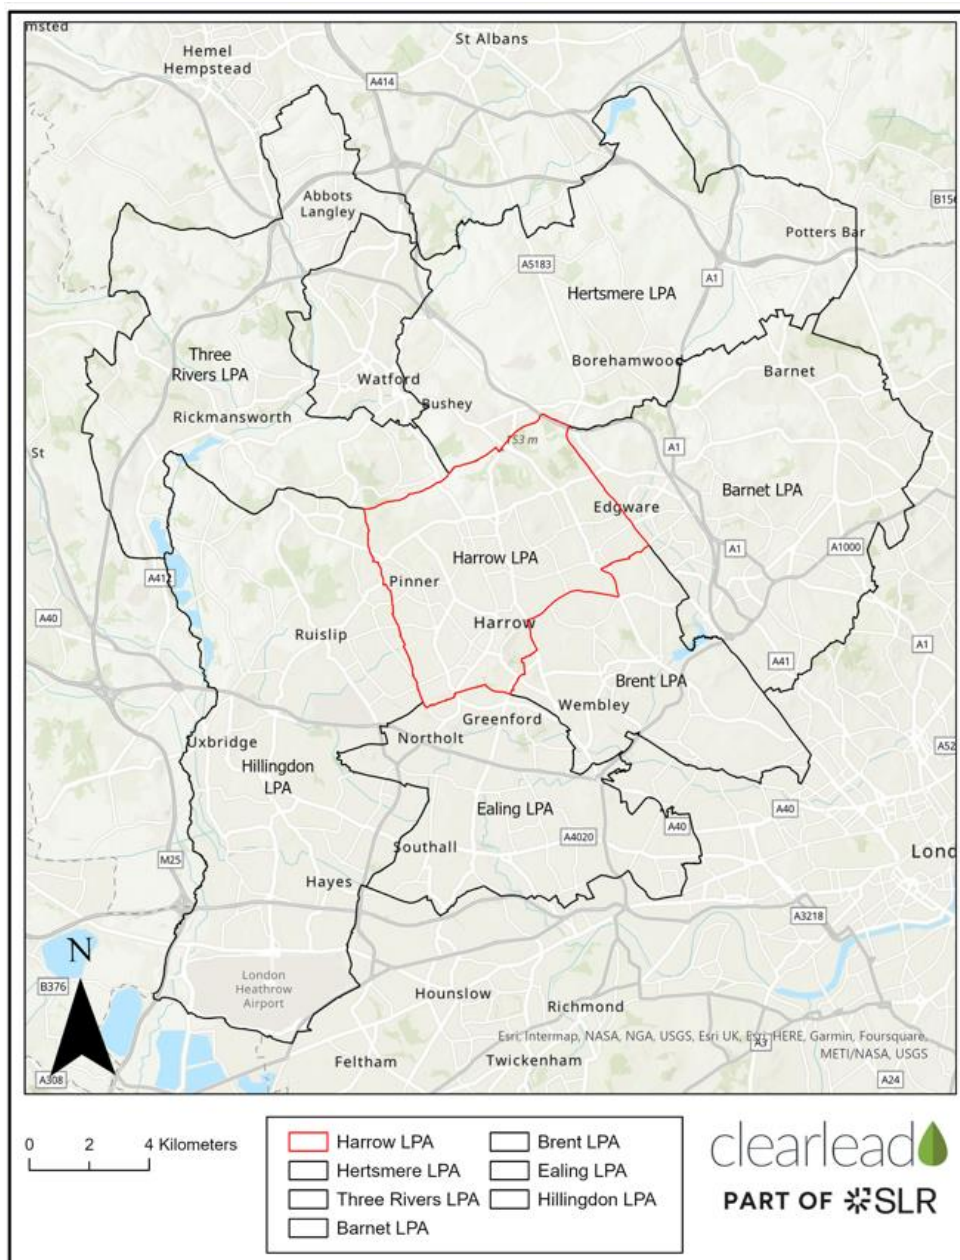 msted
Hemel
Hempstead
St Albans
A414
Abbots
Langley
B156
Potters Bar
A5183
A1
Hertsmere LPA
Three
Rivers LPA
Borehamwood
Barnet
Watford
Rickmansworth
Bushey
153 m
St
A1
Barnet LPA
Edgware
A1000
A1
Harrow LPA
A412
Pinner
A40
Ruislip
Harrow
A1
A41
Brent LPA
Wembley
Greenford
Northolt
Uxbridge
A52
Hillingdon
LPA
Ealing LPA
A40
A4020
A40
Southall
Lond
M25
Hayes
A3218
N
London
Heathrow
Airport
B376
Hounslow
Richmond
Esri, Intermap, NASA, NGA, USGS, Esri UK, Esri, HERE, Garmin, Foursquare,
METI/NASA, USGS
A3
Feltham
Twickenham
A308
A24
0 2 4 Kilometers
Harrow LPA
Hertsmere LPA
Three Rivers LPA
Barnet LPA
Brent LPA
Ealing LPA
Hillingdon LPA
clearlead
PART OF SLR